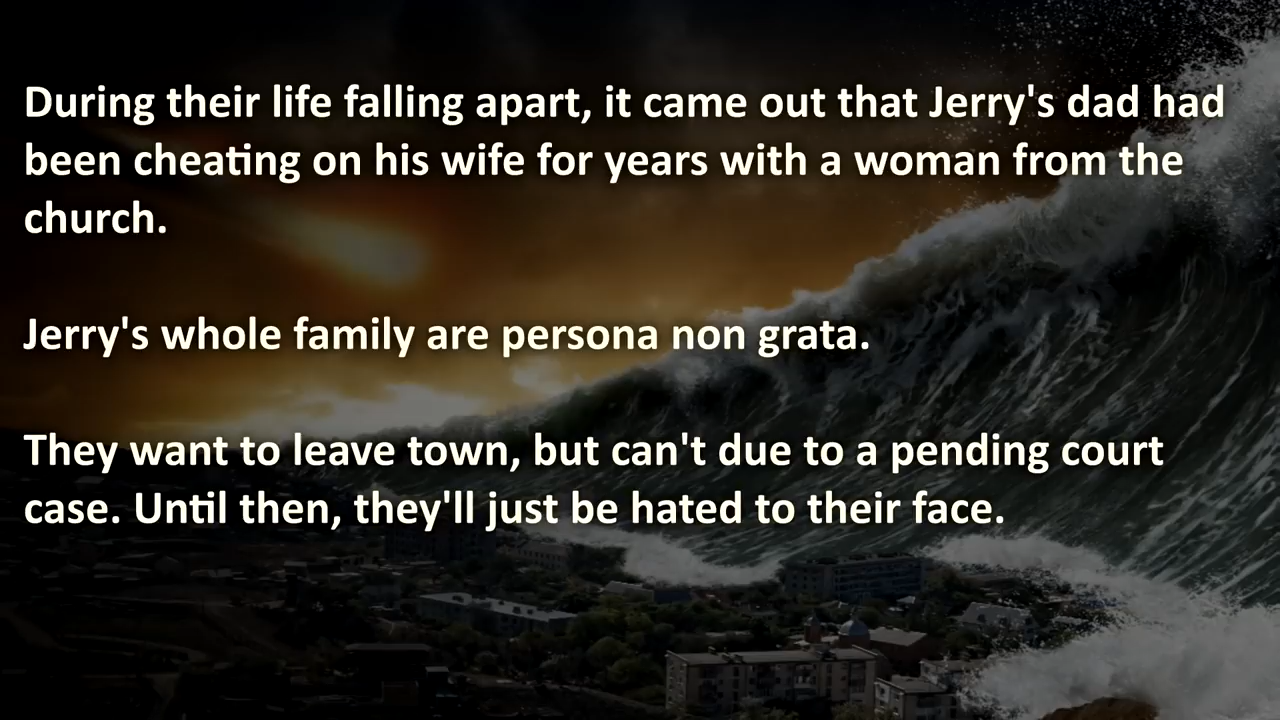 During their life falling apart, it came out that Jerry's dad had
been cheating on his wife for years with a woman from the
church.
Jerry's whole family are persona non grata.
They want to leave town, but can't due to a pending court
case. Until then, they'll just be hated to their face.